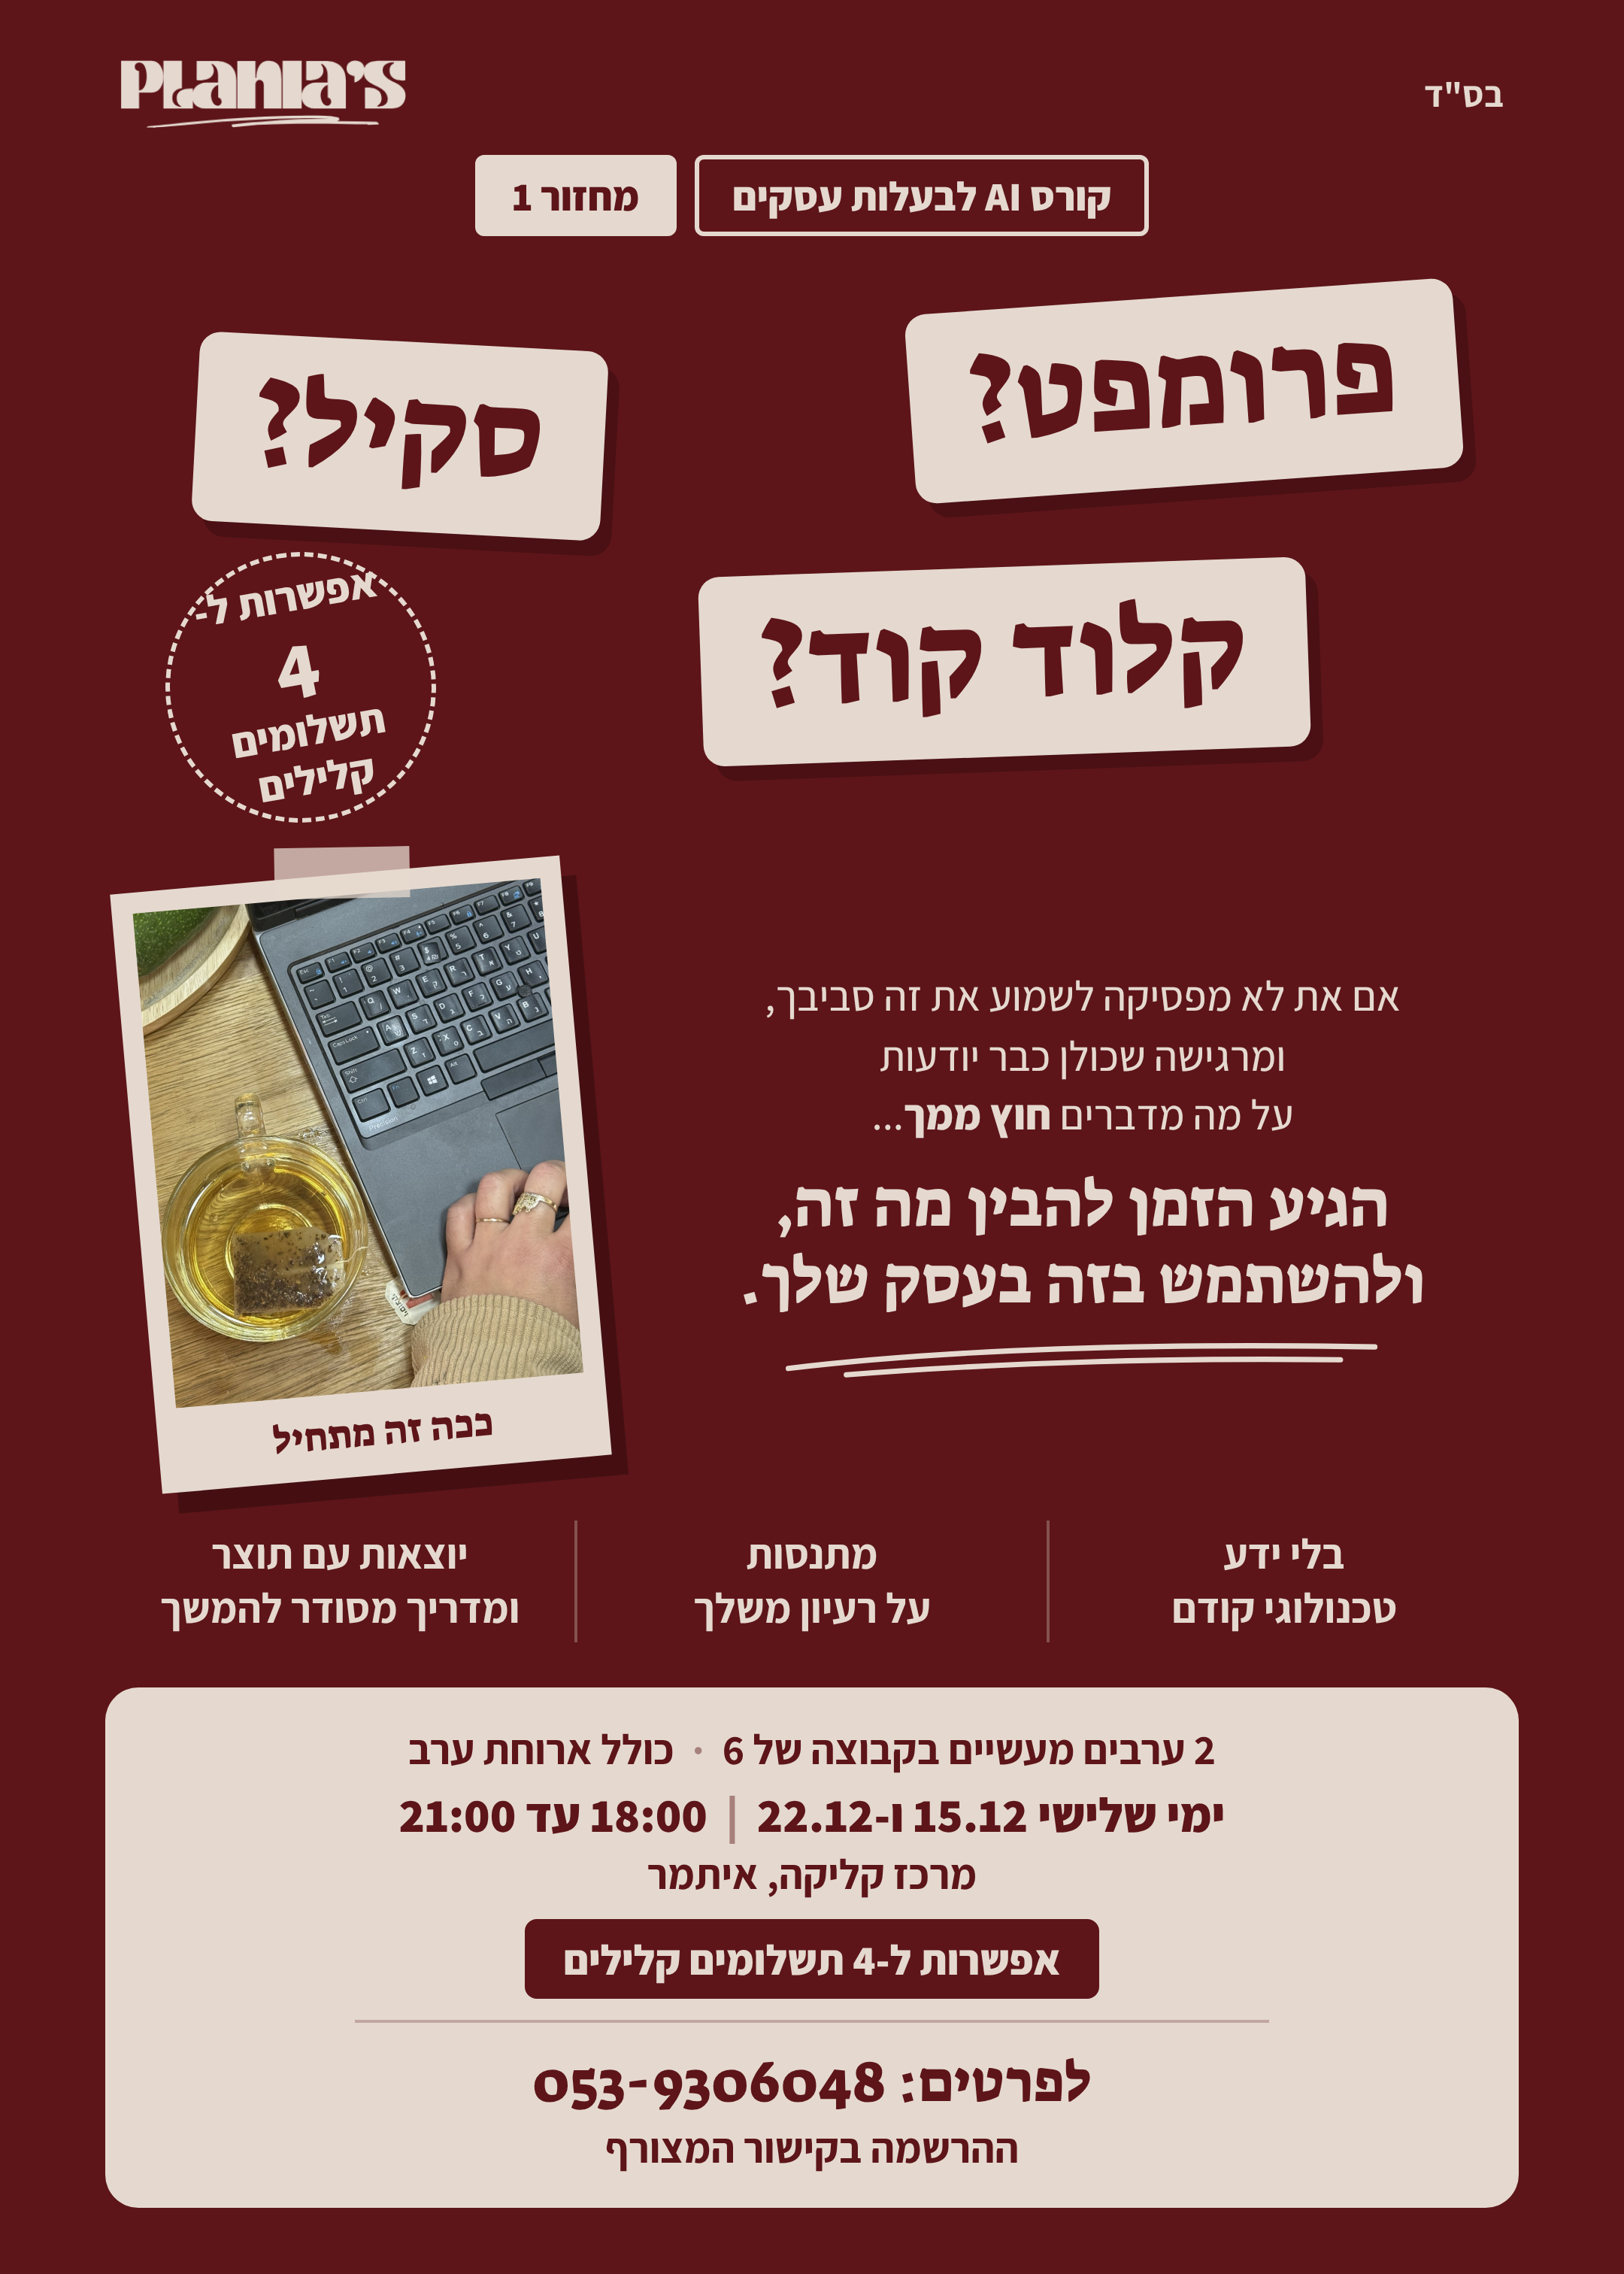 בס"ד
PLANIA'S
קורס AI לבעלות עסקים
מחזור 1
פרומפט?
סקיל?
קלוד קוד?
אפשרות ל-
4
תשלומים
קלילים
אם את לא מפסיקה לשמוע את זה סביבך,
ומרגישה שכולן כבר יודעות
על מה מדברים חוץ ממך...
הגיע הזמן להבין מה זה,
ולהשתמש בזה בעסק שלך.
ככה זה מתחיל
בלי ידע
טכנולוגי קודם
מתנסות
על רעיון משלך
יוצאות עם תוצר
ומדריך מסודר להמשך
2 ערבים מעשיים בקבוצה של 6 · כולל ארוחת ערב
ימי שלישי 15.12 ו-22.12 | 18:00 עד 21:00
מרכז קליקה, איתמר
אפשרות ל-4 תשלומים קלילים
לפרטים: 053-9306048
ההרשמה בקישור המצורף